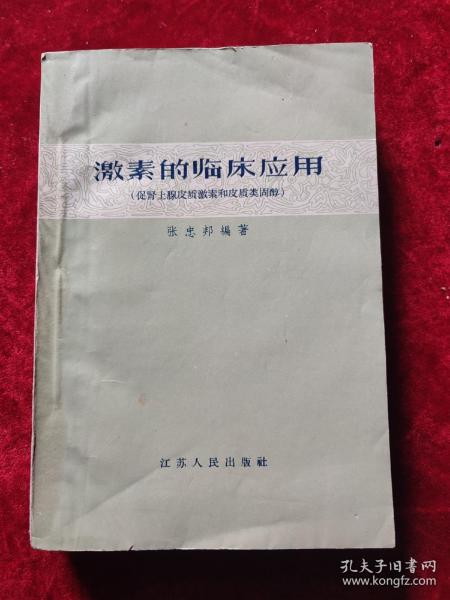 激素的临床应用
(促肾上腺皮质激素和皮质类固醇)
张忠邦編著
江苏人民出版社
孔夫子旧书网
www.kongfz.com